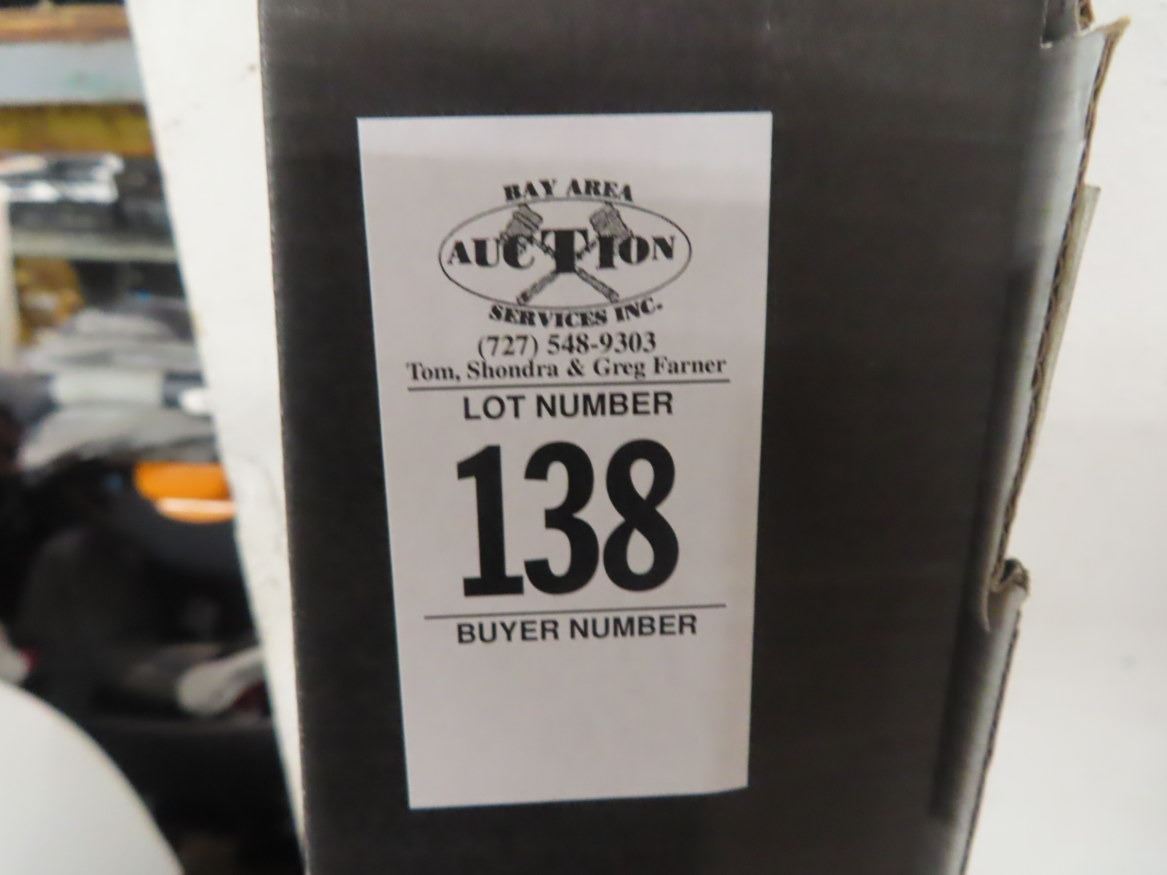 BAY AREA
AUCTION
SERVICES INC.
(727) 548-9303
Tom, Shondra & Greg Farner
LOT NUMBER
138
BUYER NUMBER